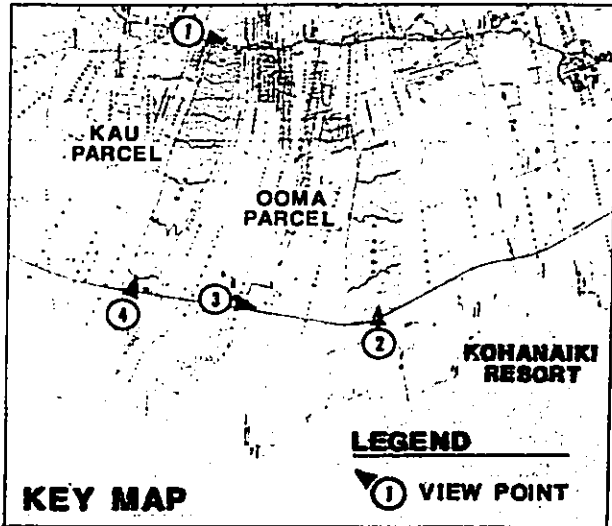 1
KAU
PARCEL
OOMA
PARCEL
3
4
2
KOHANAIKI
RESORT
LEGEND
1 VIEW POINT
KEY MAP